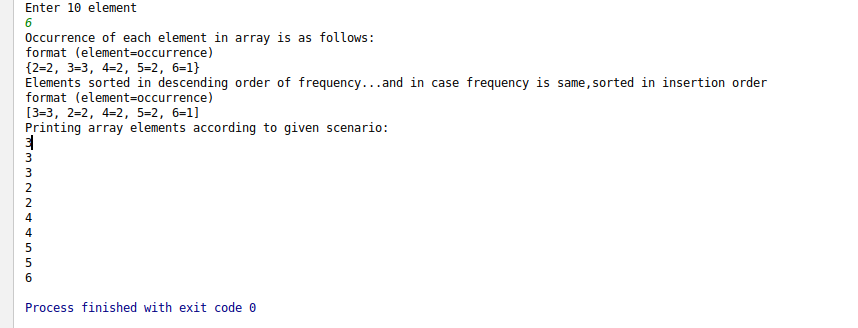 Enter 10 element
6
Occurrence of each element in array is as follows:
format (element=occurrence)
{2=2, 3=3, 4=2, 5=2, 6=1}
Elements sorted in descending order of frequency...and in case frequency is same,sorted in insertion order
format (element=occurrence)
[3=3, 2=2, 4=2, 5=2, 6=1]
Printing array elements according to given scenario:
3
3
3
2
2
4
4
5
5
6
Process finished with exit code 0